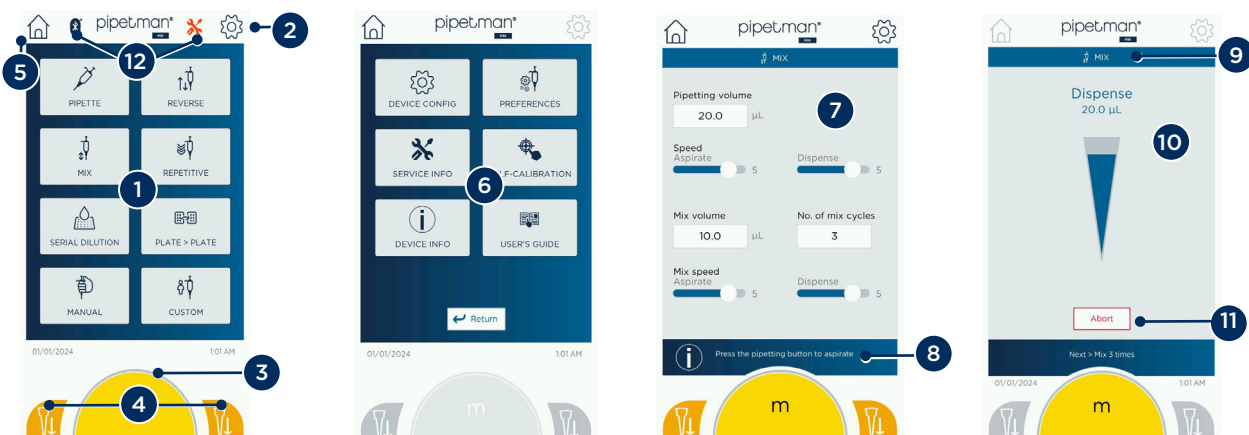 pipetman®
2
12
5
PIPETTE
REVERSE
MIX
REPETITIVE
1
SERIAL DILUTION
PLATE > PLATE
MANUAL
CUSTOM
01/01/2024
1:01 AM
3
4
pipetman®
DEVICE CONFIG
PREFERENCES
SERVICE INFO
LF-CALIBRATION
6
DEVICE INFO
USER'S GUIDE
Return
01/01/2024
1:01 AM
m
pipetman®
MIX
Pipetting volume
7
20.0 µL
Speed
Aspirate 5
Dispense 5
Mix volume
No. of mix cycles
10.0 µL
3
Mix speed
Aspirate 5
Dispense 5
Press the pipetting button to aspirate
8
m
pipetman®
MIX
9
Dispense
20.0 µL
10
Abort
11
Next > Mix 3 times
01/01/2024
1:01 AM
m